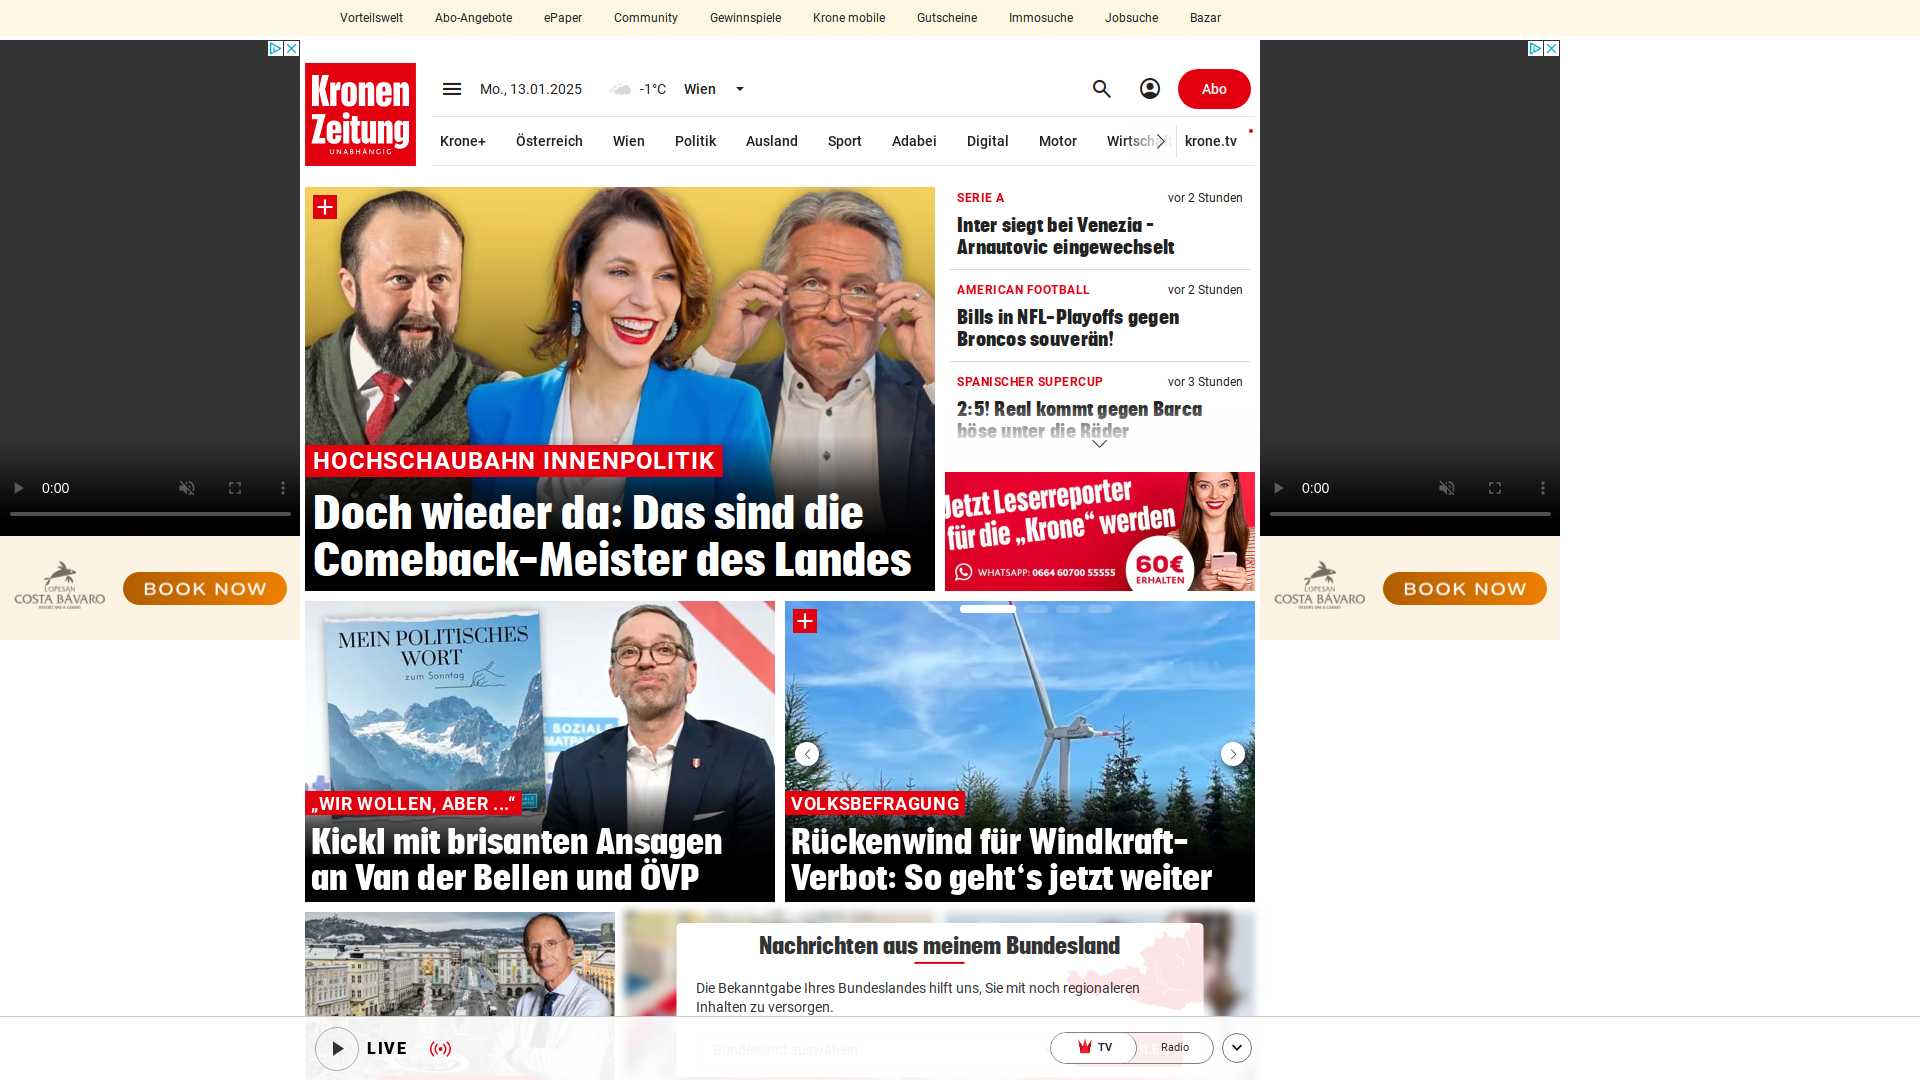 Vorteilswelt Abo-Angebote ePaper Community Gewinnspiele Krone mobile Gutscheine Immosuche Jobsuche Bazar
Kronen
Zeitung
UNABHÄNGIG
Mo., 13.01.2025 -1°C Wien
Abo
Krone+ Österreich Wien Politik Ausland Sport Adabei Digital Motor Wirtschaft krone.tv
HOCHSCHAUBAHN INNENPOLITIK
Doch wieder da: Das sind die
Comeback-Meister des Landes
SERIE A vor 2 Stunden
Inter siegt bei Venezia -
Arnautovic eingewechselt
AMERICAN FOOTBALL vor 2 Stunden
Bills in NFL-Playoffs gegen
Broncos souverän!
SPANISCHER SUPERCUP vor 3 Stunden
2:5! Real kommt gegen Barca
böse unter die Räder
Jetzt Leserreporter
für die „Krone“ werden
WHATSAPP: 0664 60700 55555
60€
ERHALTEN
0:00
LOPESAN
COSTA BÁVARO
BOOK NOW
0:00
LOPESAN
COSTA BÁVARO
BOOK NOW
MEIN POLITISCHES
WORT
zum Sonntag
E SOZIALE
„WIR WOLLEN, ABER ...“
Kickl mit brisanten Ansagen
an Van der Bellen und ÖVP
VOLKSBEFRAGUNG
Rückenwind für Windkraft-
Verbot: So geht‘s jetzt weiter
Nachrichten aus meinem Bundesland
Die Bekanntgabe Ihres Bundeslandes hilft uns, Sie mit noch regionaleren
Inhalten zu versorgen.
Bundesland auswählen
LIVE
TV Radio